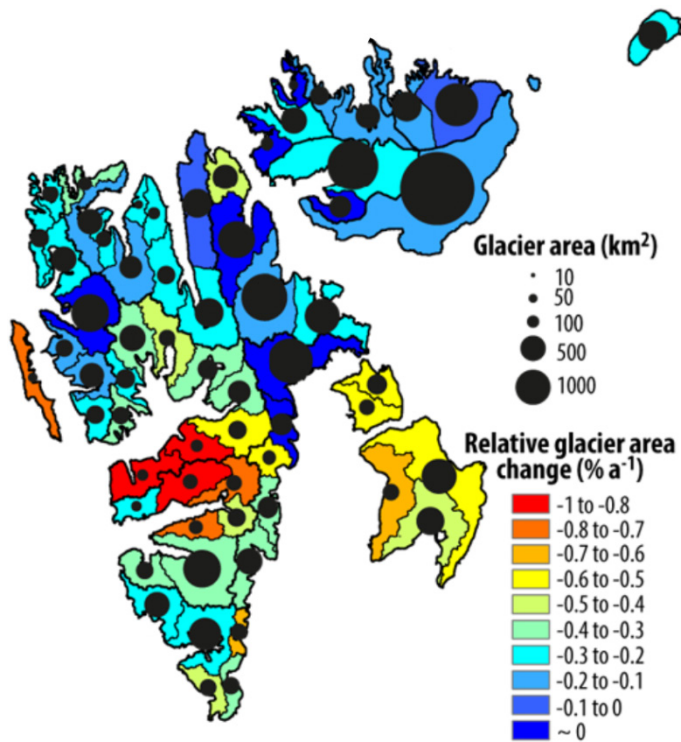 Glacier area (km²)
10
50
100
500
1000
Relative glacier area
change (% a⁻¹)
-1 to -0.8
-0.8 to -0.7
-0.7 to -0.6
-0.6 to -0.5
-0.5 to -0.4
-0.4 to -0.3
-0.3 to -0.2
-0.2 to -0.1
-0.1 to 0
~ 0